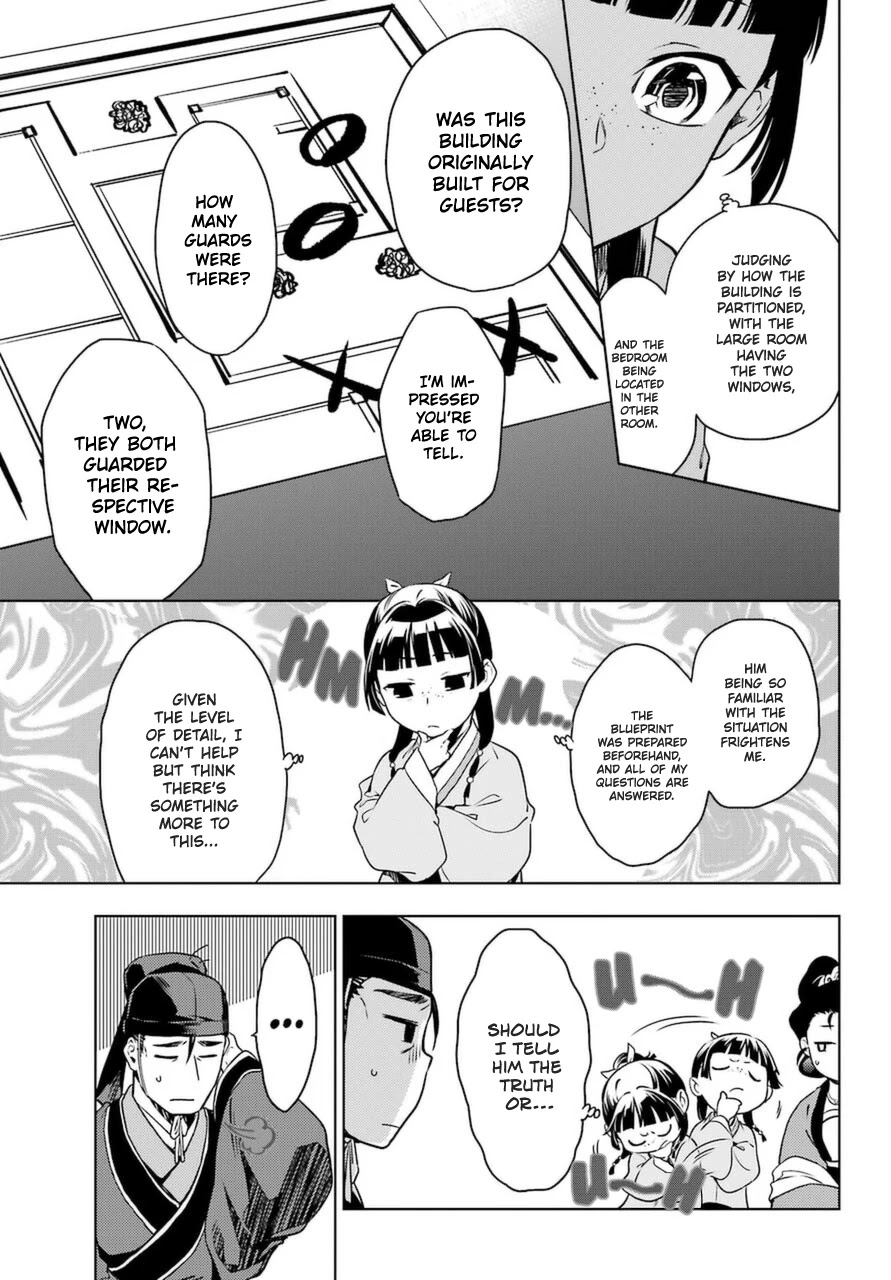 JUDGING
BY HOW THE
BUILDING IS
PARTITIONED,
WITH THE
LARGE ROOM
HAVING
THE TWO
WINDOWS,
AND THE
BEDROOM
BEING
LOCATED
IN THE
OTHER
ROOM.
WAS THIS
BUILDING
ORIGINALLY
BUILT FOR
GUESTS?
I'M IM-
PRESSED
YOU'RE
ABLE TO
TELL.
HOW
MANY
GUARDS
WERE
THERE?
TWO,
THEY BOTH
GUARDED
THEIR RE-
SPECTIVE
WINDOW.
HIM
BEING SO
FAMILIAR
WITH THE
SITUATION
FRIGHTENS
ME.
THE
BLUEPRINT
WAS PREPARED
BEFOREHAND,
AND ALL OF MY
QUESTIONS ARE
ANSWERED.
HM
M...
GIVEN
THE LEVEL
OF DETAIL, I
CAN'T HELP
BUT THINK
THERE'S
SOMETHING
MORE TO
THIS...
U~H
SHOULD
I TELL
HIM THE
TRUTH
OR...
U~H
...